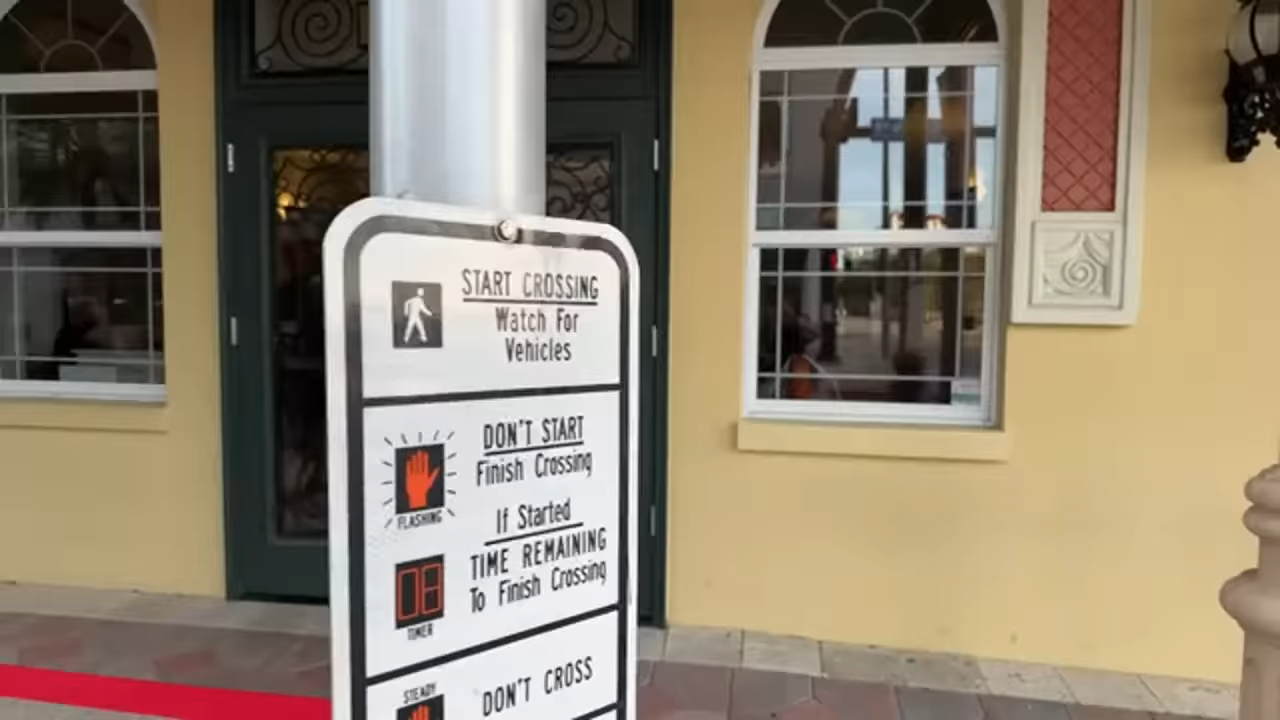 START CROSSING
Watch For
Vehicles
DON'T START
Finish Crossing
FLASHING
If Started
TIME REMAINING
To Finish Crossing
08
TIMER
STEADY
DON'T CROSS